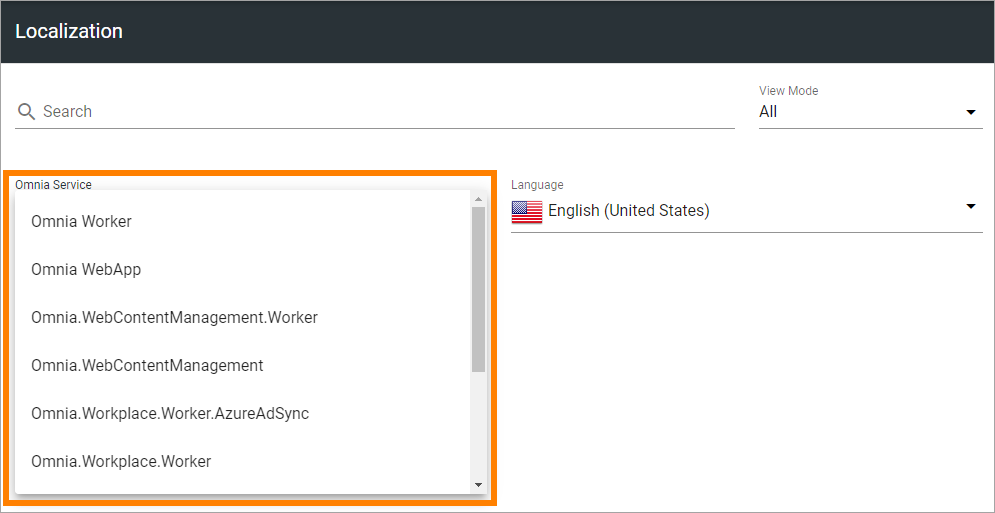 Localization
Search
View Mode
All
Omnia Service
Omnia Worker
Omnia WebApp
Omnia.WebContentManagement.Worker
Omnia.WebContentManagement
Omnia.Workplace.Worker.AzureAdSync
Omnia.Workplace.Worker
Language
English (United States)